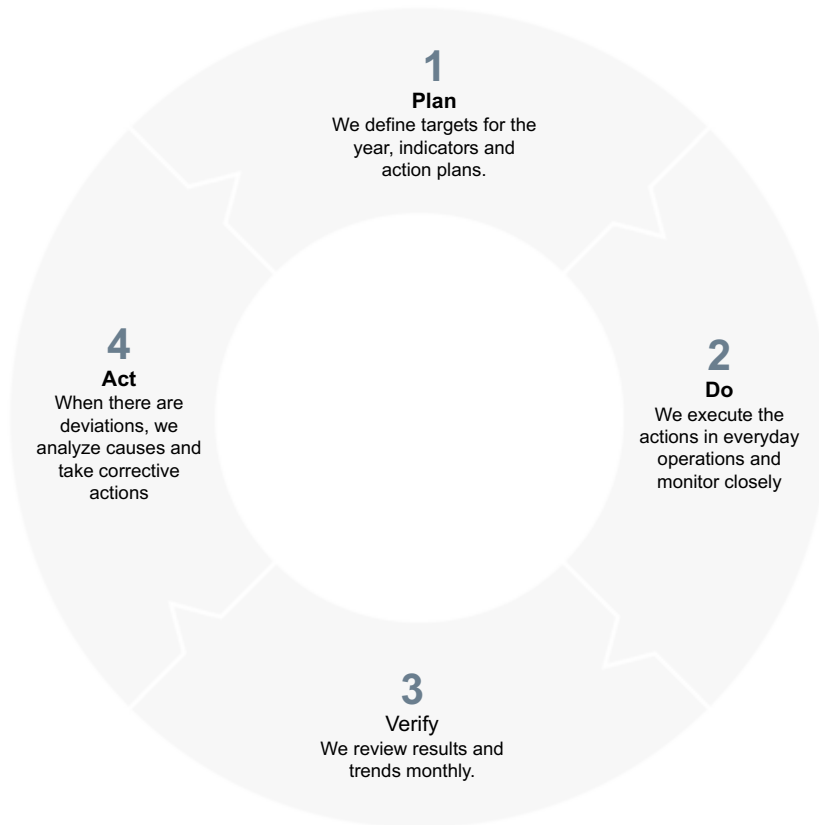 1
Plan
We define targets for the
year, indicators and
action plans.
2
Do
We execute the
actions in everyday
operations and
monitor closely
3
Verify
We review results and
trends monthly.
4
Act
When there are
deviations, we
analyze causes and
take corrective
actions